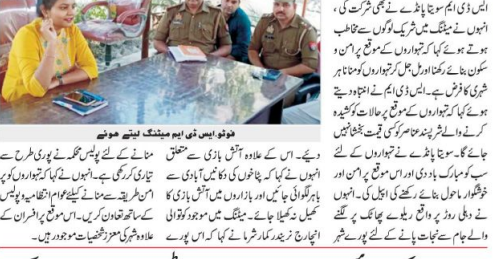 ایس ڈی ایم سویتا پانڈے نے بھی شرکت کی،
انہوں نے میٹنگ میں شریک لوگوں سے مخاطب
ہوتے ہوئے کہا کہ تہواروں کے موقع پر امن و
سکون بنائے رکھنا اور مل جل کر تہواروں کو منانا ہر
شہری کا فرض ہے۔ ایس ڈی ایم نے انتباہ دیتے
ہوئے کہا کہ تہواروں کے موقع پر حالات کو کشیدہ
کرنے والے شر پسند عناصر کو کسی قیمت بخشا نہیں
جائے گا۔ سویتا پانڈے نے تہواروں کے لئے
سب کو مبارک باد دی اور اس موقع پر امن اور
خوشگوار ماحول بنائے رکھنے کی اپیل کی۔ انہوں
نے دہلی روڑ پر واقع ریلوے پھاٹک پر لگنے
والے جام سے نجات پانے کے لئے پورے شہر
فوٹو۔ایس ڈی ایم میٹنگ لیتے ہوئے
دیے۔ اس کے علاوہ آتش بازی سے متعلق
انہوں نے کہا کہ پٹاخوں کی دکانیں آبادی سے
باہر لگوائی جائیں اور بازاروں میں آتش بازی کا
کھیل نہ کھیلا جائے۔ میٹنگ میں موجود کوتوالی
انچارج نریندر کمار شرما نے کہا کہ اس پورے
منانے کے لئے پولیس محکمہ نے پوری طرح سے
تیاری کر رکھی ہے۔ انہوں نے کہا کہ تہواروں کو پر
امن طریقہ سے منانے کیلئے عوام انتظامیہ و پولیس
کے ساتھ تعاون کریں۔ اس موقع پر افسران کے
علاوہ شہر کی معزز شخصیات موجود رہیں۔